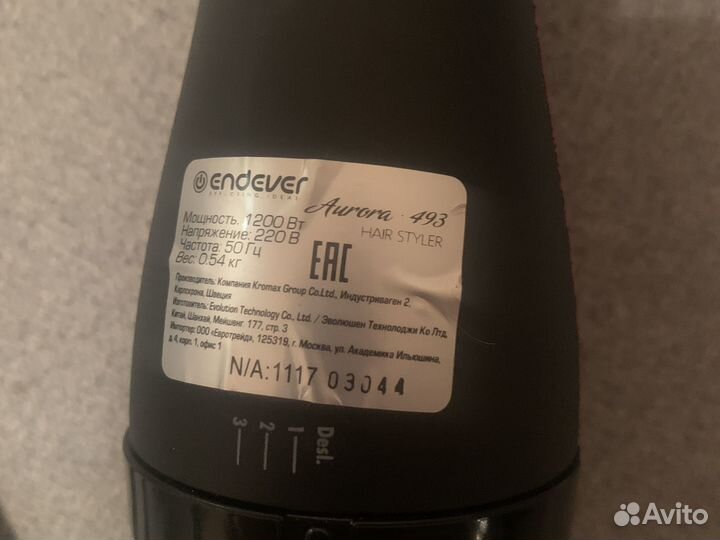 endever
EXPECTING IDEAS
Aurora - 493
HAIR STYLER
Мощность: 1200 Вт
Напряжение: 220 В
Частота: 50 Гц
Вес: 0.54 кг
EAC
Производитель: Компания Kromax Group Co.Ltd., Индустриваген 2,
Карлскрона, Швеция
Изготовитель: Evolution Technology Co., Ltd. / Эволюшен Технолоджи Ко Лтд,
Китай, Шанхай, Мейшенг 177, стр. 3
Импортер: ООО «Евротрейд», 125319, г. Москва, ул. Академика Ильюшина,
д. 4, корп. 1, офис 1
N/A:1117 03044
Desl.
1
2
3
Avito